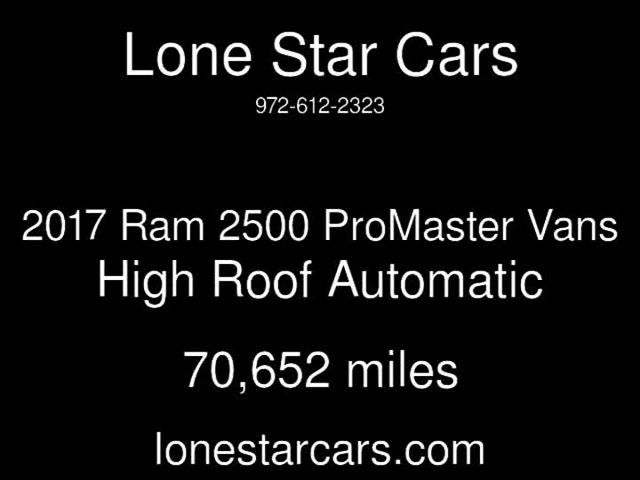 Lone Star Cars
972-612-2323
2017 Ram 2500 ProMaster Vans
High Roof Automatic
70,652 miles
lonestarcars.com